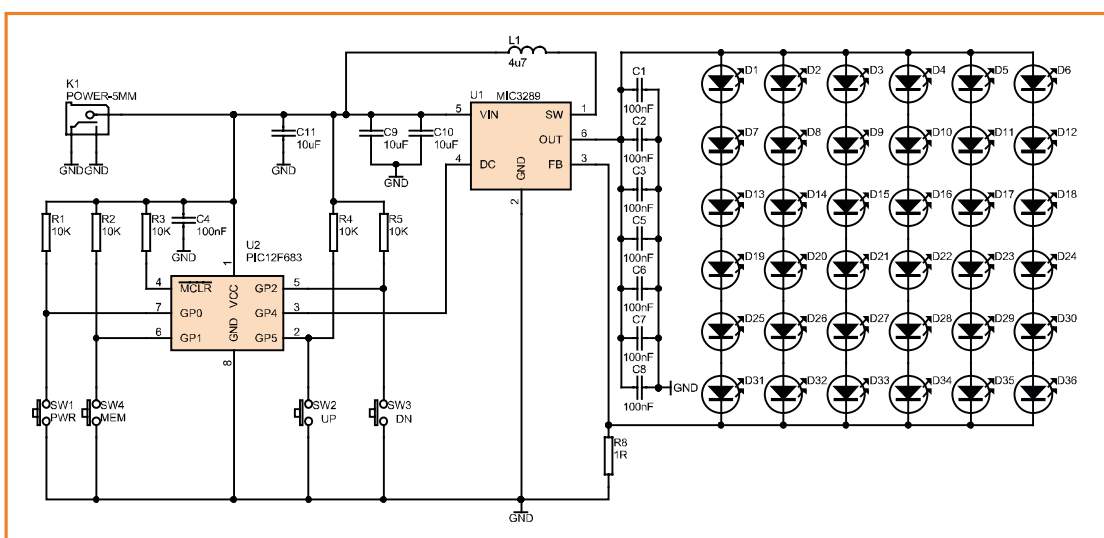 K1
POWER-5MM
GND GND
C11
10uF
C9
10uF
C10
10uF
GND
L1
4u7
U1
MIC3289
5 VIN
SW 1
OUT 6
4 DC
FB 3
GND
2
R1
10K
R2
10K
R3
10K
C4
100nF
GND
R4
10K
R5
10K
U2
PIC12F683
1
4 MCLR
VCC
GP2 5
7 GP0
GP4 3
6 GP1
GND
GP5 2
8
SW1
PWR
SW4
MEM
SW2
UP
SW3
DN
GND
R8
1R
C1
100nF
C2
100nF
C3
100nF
C5
100nF
C6
100nF
C7
100nF
C8
100nF
GND
D1 D2 D3 D4 D5 D6
D7 D8 D9 D10 D11 D12
D13 D14 D15 D16 D17 D18
D19 D20 D21 D22 D23 D24
D25 D26 D27 D28 D29 D30
D31 D32 D33 D34 D35 D36